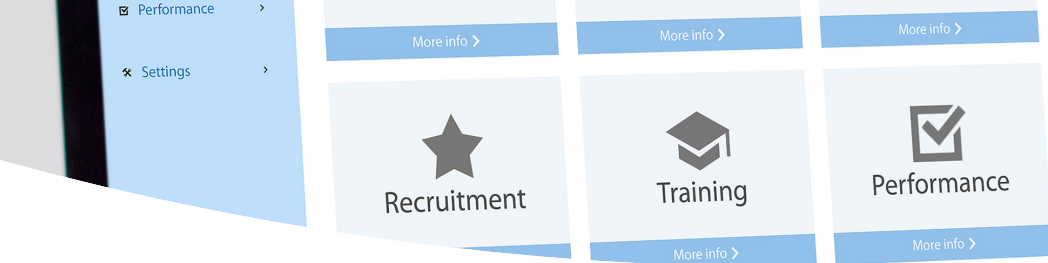 Performance
Settings
More info
More info
More info
Recruitment
Training
Performance
More info
More info